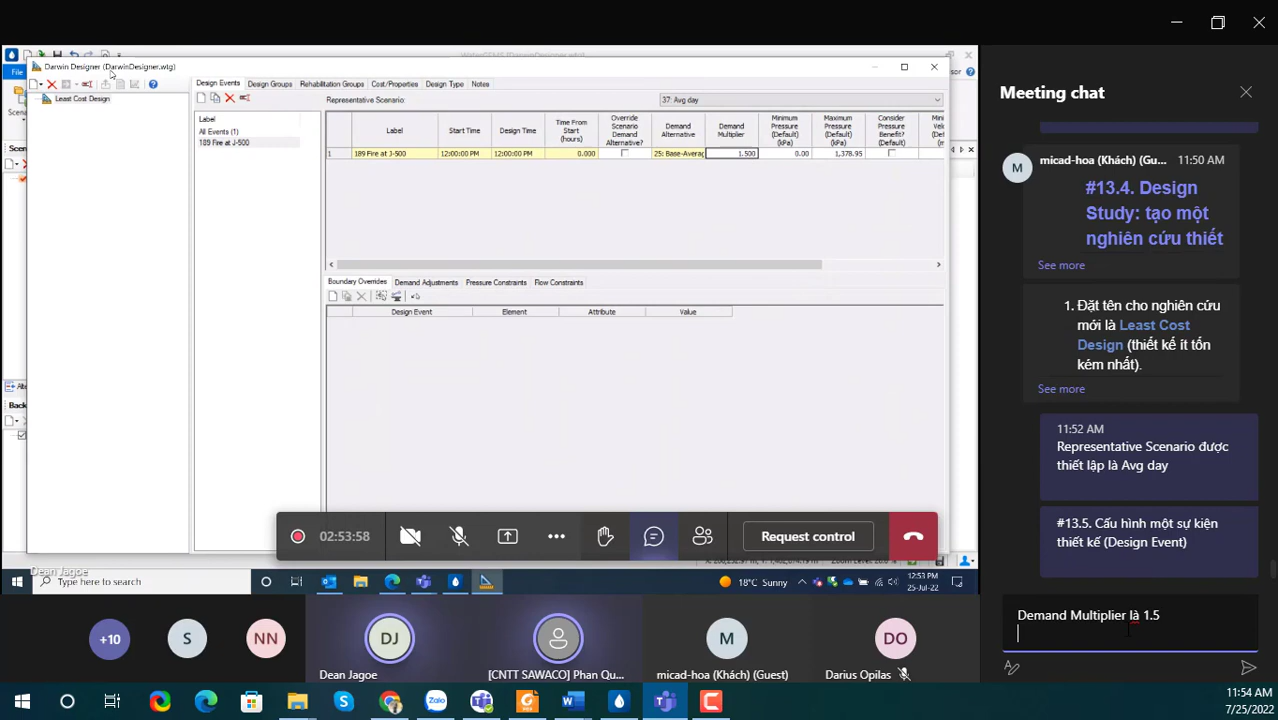 Darwin Designer (DarwinDesigner.wtg)
File
Least Cost Design
Design Events Design Groups Rehabilitation Groups Cost/Properties Design Type Notes
Representative Scenario: 37: Avg day
Label
All Events (1)
189 Fire at J-500
Label Start Time Design Time Time From Start (hours) Override Scenario Demand Alternative? Demand Alternative Demand Multiplier Minimum Pressure (Default) (kPa) Maximum Pressure (Default) (kPa) Consider Pressure Benefit? (Default)
1 189 Fire at J-500 12:00:00 PM 12:00:00 PM 0.000 25: Base-Averag 1.500 0.00 1,378.95
Boundary Overrides Demand Adjustments Pressure Constraints Flow Constraints
Design Event Element Attribute Value
02:53:58
Request control
Dean Jagoe
Type here to search
18°C Sunny
12:53 PM
25-Jul-22
+10 S NN DJ M DO
Dean Jagoe [CNTT SAWACO] Phan Qu... micad-hoa (Khách) (Guest) Darius Opilas
Meeting chat
M
micad-hoa (Khách) (Gu... 11:50 AM
#13.4. Design
Study: tạo một
nghiên cứu thiết
See more
1. Đặt tên cho nghiên cứu
mới là Least Cost
Design (thiết kế ít tốn
kém nhất).
See more
11:52 AM
Representative Scenario được
thiết lập là Avg day
#13.5. Cấu hình một sự kiện
thiết kế (Design Event)
Demand Multiplier là 1.5
11:54 AM
7/25/2022